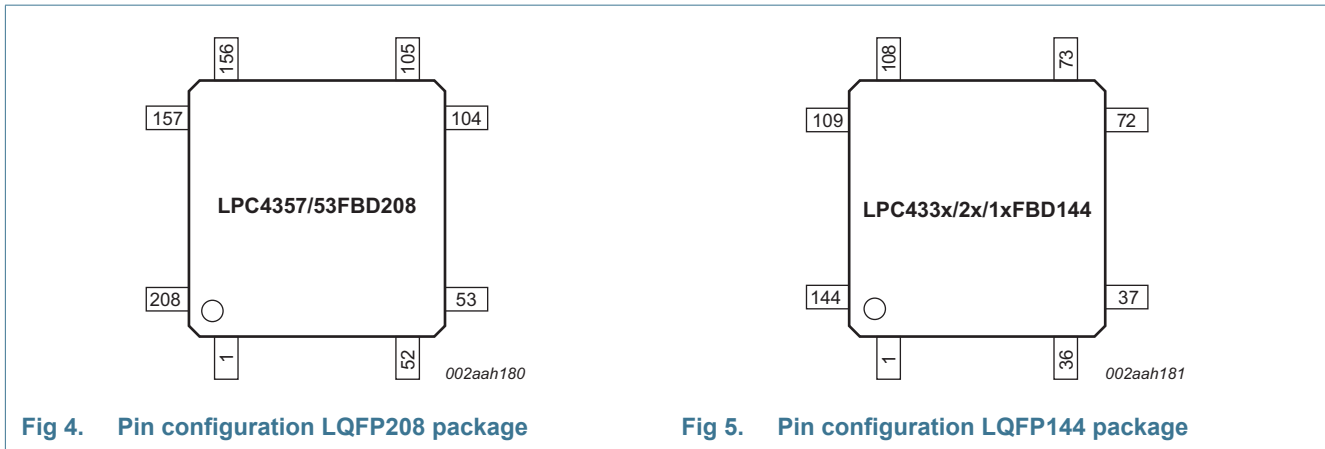 156
105
157
104
LPC4357/53FBD208
208
53
1
52
002aah180
Fig 4. Pin configuration LQFP208 package
108
73
109
72
LPC433x/2x/1xFBD144
144
37
1
36
002aah181
Fig 5. Pin configuration LQFP144 package